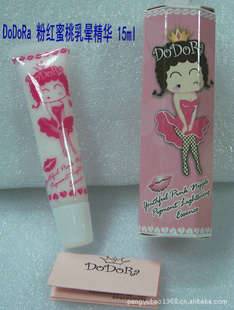 DoDoRa 粉红蜜桃乳晕精华 15ml
DoDoRa
Youthful Pink Nipple
Pigment Lightening
Essence
DoDoRa
pengyubao1968.cn.alibaba.com